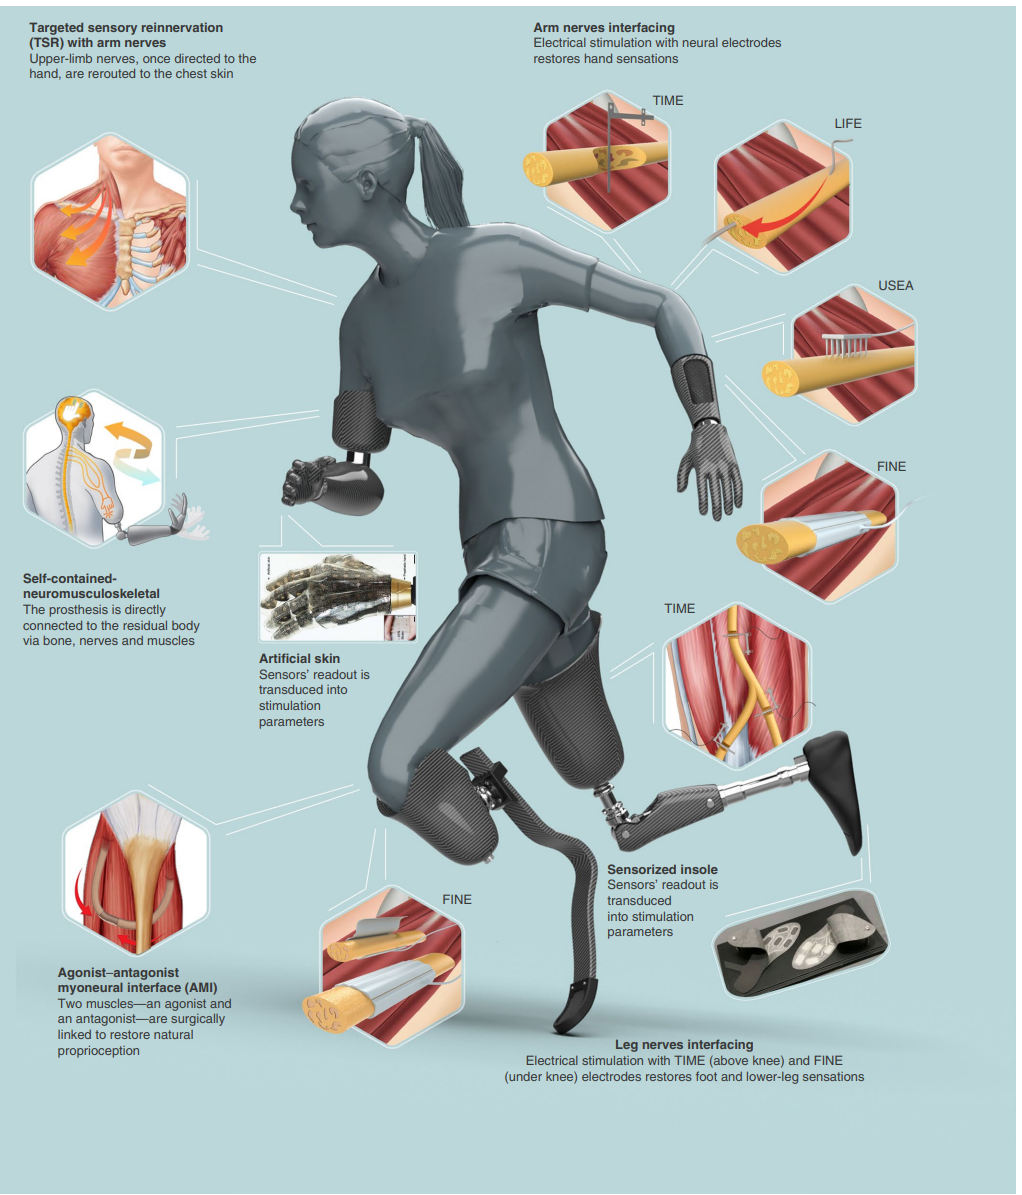 Targeted sensory reinnervation
(TSR) with arm nerves
Upper-limb nerves, once directed to the
hand, are rerouted to the chest skin
Arm nerves interfacing
Electrical stimulation with neural electrodes
restores hand sensations
TIME
LIFE
USEA
FINE
Self-contained-
neuromusculoskeletal
The prosthesis is directly
connected to the residual body
via bone, nerves and muscles
Artificial skin
Sensors' readout is
transduced into
stimulation
parameters
TIME
Sensorized insole
Sensors' readout is
transduced
into stimulation
parameters
FINE
Agonist–antagonist
myoneural interface (AMI)
Two muscles—an agonist and
an antagonist—are surgically
linked to restore natural
proprioception
Leg nerves interfacing
Electrical stimulation with TIME (above knee) and FINE
(under knee) electrodes restores foot and lower-leg sensations